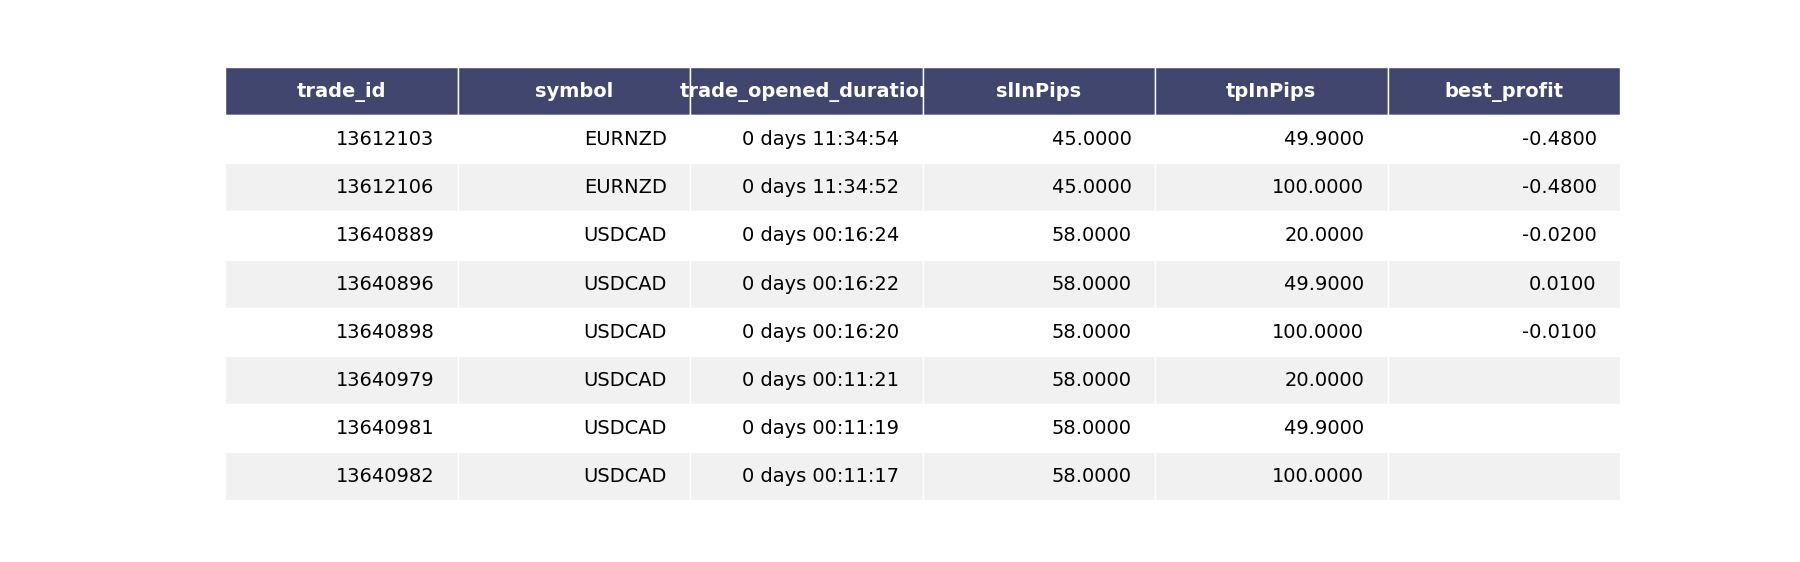 trade_id symbol trade_opened_duration slInPips tpInPips best_profit
13612103 EURNZD 0 days 11:34:54 45.0000 49.9000 -0.4800
13612106 EURNZD 0 days 11:34:52 45.0000 100.0000 -0.4800
13640889 USDCAD 0 days 00:16:24 58.0000 20.0000 -0.0200
13640896 USDCAD 0 days 00:16:22 58.0000 49.9000 0.0100
13640898 USDCAD 0 days 00:16:20 58.0000 100.0000 -0.0100
13640979 USDCAD 0 days 00:11:21 58.0000 20.0000
13640981 USDCAD 0 days 00:11:19 58.0000 49.9000
13640982 USDCAD 0 days 00:11:17 58.0000 100.0000